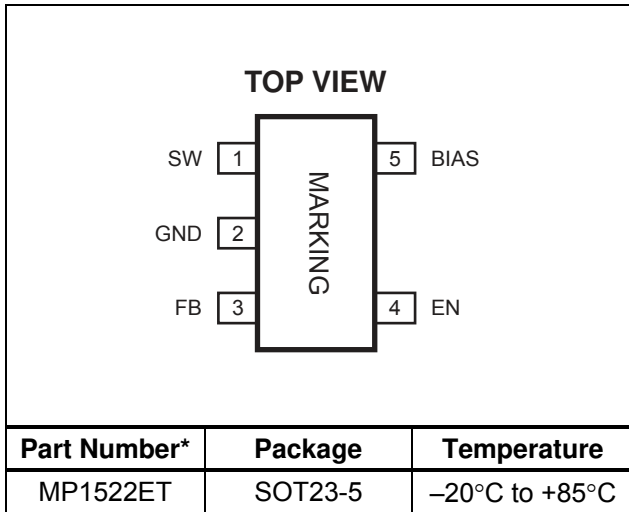 TOP VIEW
SW 1
5 BIAS
MARKING
GND 2
FB 3
4 EN
Part Number* Package Temperature
MP1522ET SOT23-5 –20°C to +85°C